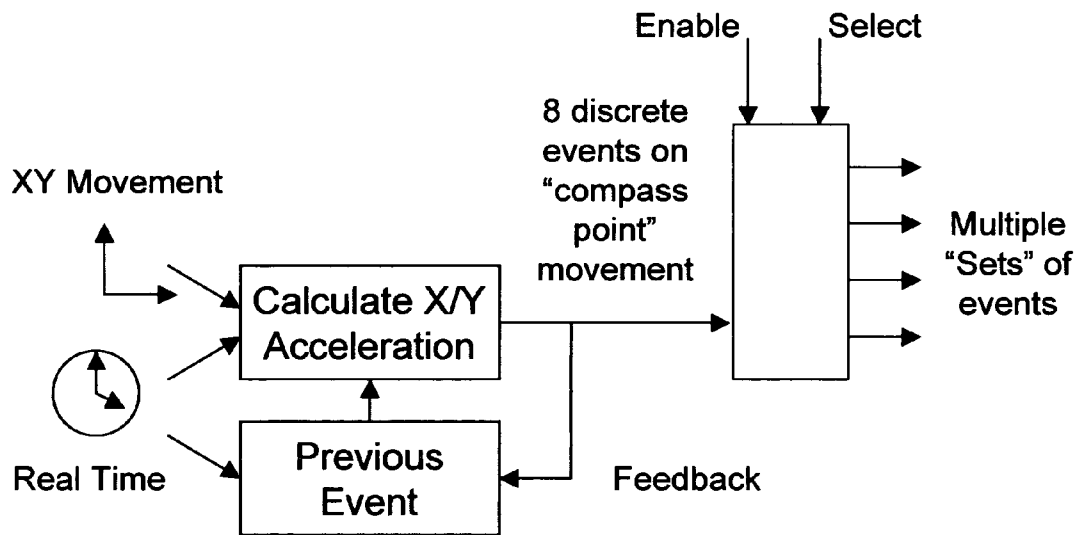 Enable
Select
8 discrete
events on
“compass
point”
movement
XY Movement
Multiple
“Sets” of
events
Calculate X/Y
Acceleration
Real Time
Previous
Event
Feedback